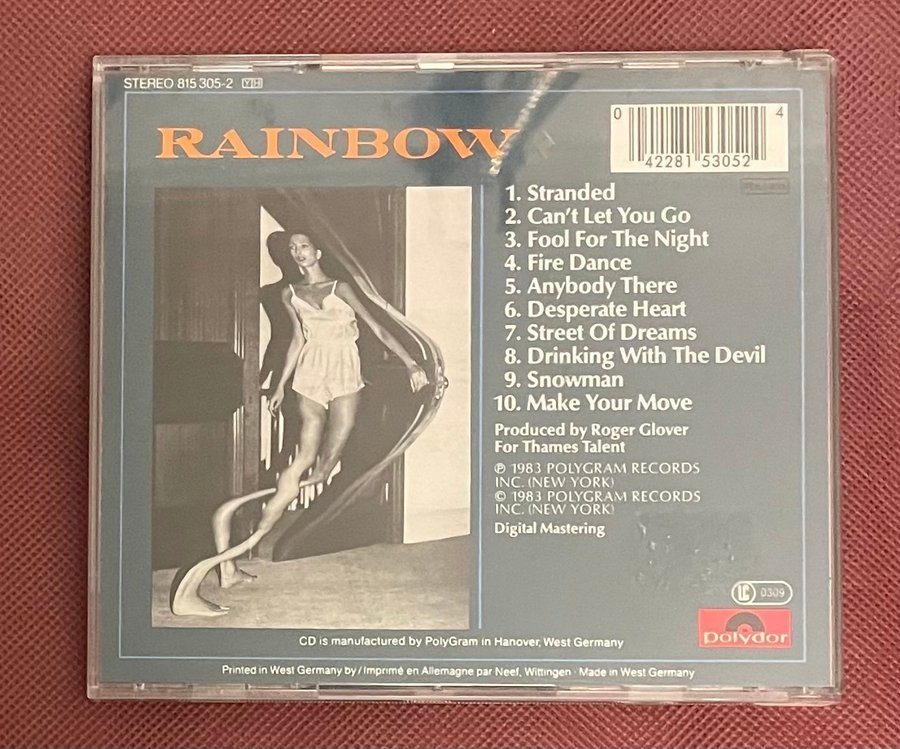 STEREO 815 305-2 YH
RAINBOW
0 42281 53052 4
1. Stranded
2. Can't Let You Go
3. Fool For The Night
4. Fire Dance
5. Anybody There
6. Desperate Heart
7. Street Of Dreams
8. Drinking With The Devil
9. Snowman
10. Make Your Move
Produced by Roger Glover
For Thames Talent
℗ 1983 POLYGRAM RECORDS
INC. (NEW YORK)
© 1983 POLYGRAM RECORDS
INC. (NEW YORK)
Digital Mastering
LC 0309
polydor
CD is manufactured by PolyGram in Hanover, West Germany
Printed in West Germany by / Imprimé en Allemagne par Neef, Wittingen · Made in West Germany